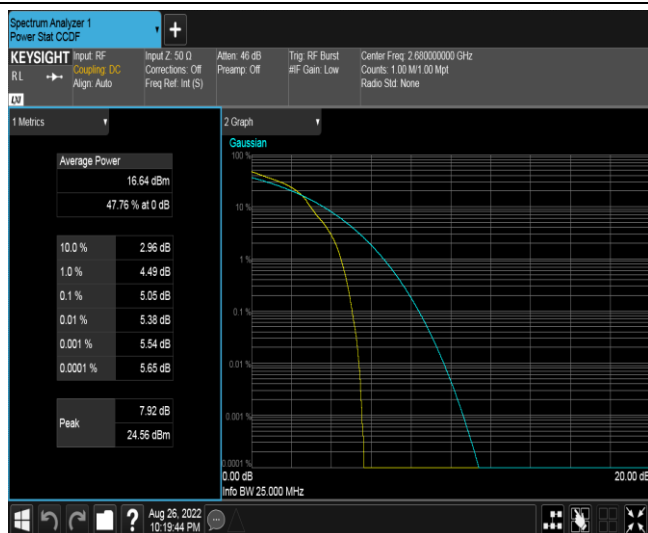 Spectrum Analyzer 1
Power Stat CCDF
+
KEYSIGHT
RL
LXI
Input: RF
Coupling: DC
Align: Auto
Input Z: 50 Ω
Corrections: Off
Freq Ref: Int (S)
Atten: 46 dB
Preamp: Off
Trig: RF Burst
#IF Gain: Low
Center Freq: 2.680000000 GHz
Counts: 1.00 M/1.00 Mpt
Radio Std: None
1 Metrics
Average Power
16.64 dBm
47.76 % at 0 dB
10.0 % 2.96 dB
1.0 % 4.49 dB
0.1 % 5.05 dB
0.01 % 5.38 dB
0.001 % 5.54 dB
0.0001 % 5.65 dB
Peak
7.92 dB
24.56 dBm
2 Graph
Gaussian
100 %
10 %
1 %
0.1 %
0.01 %
0.001 %
0.0001 %
0.00 dB
20.00 dB
Info BW 25.000 MHz
?
Aug 26, 2022
10:19:44 PM